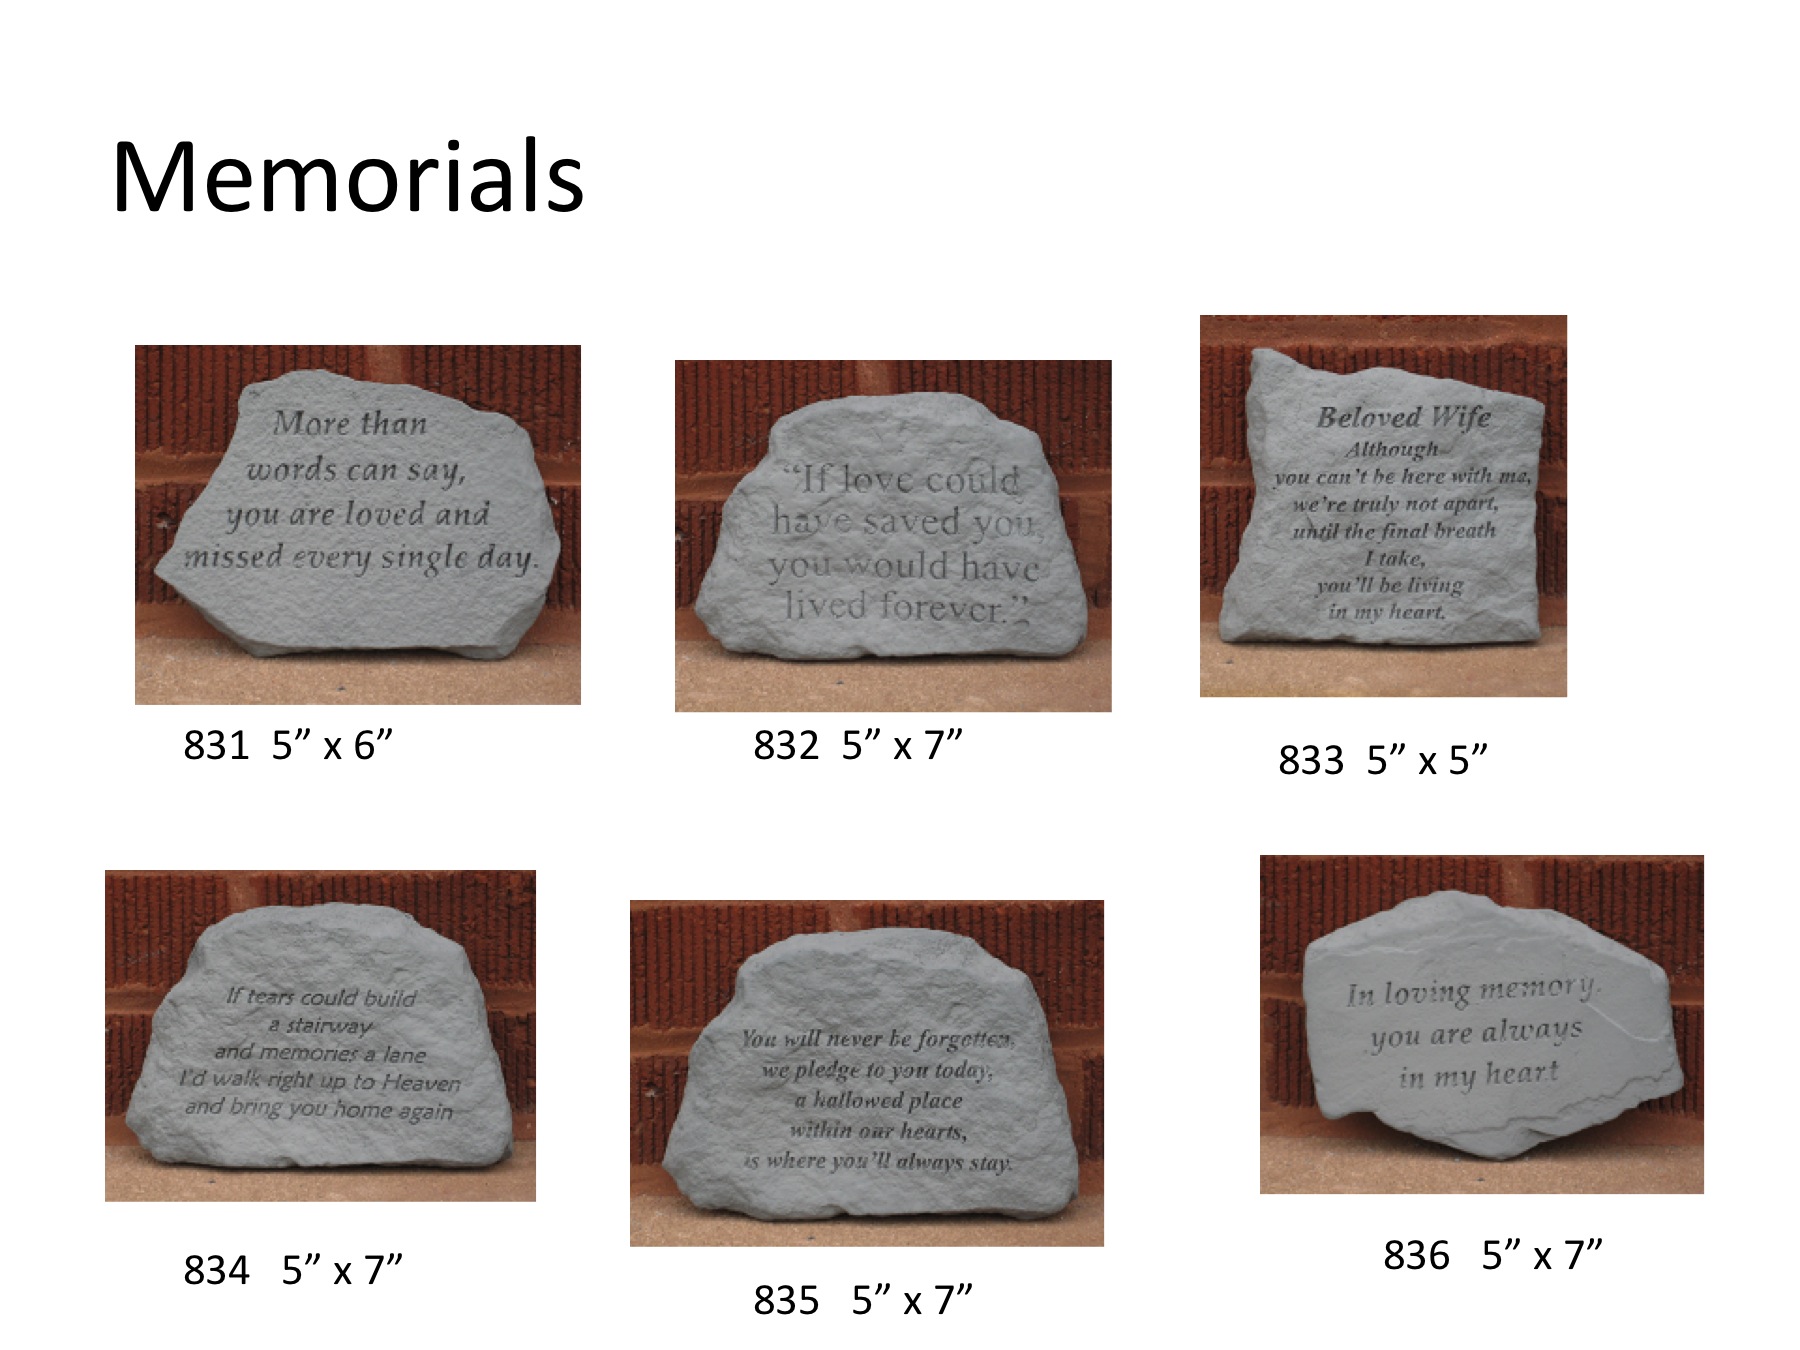 Memorials
More than
words can say,
you are loved and
missed every single day.
831 5” x 6”
“If love could
have saved you,
you would have
lived forever.”
832 5” x 7”
Beloved Wife
Although
you can’t be here with me,
we’re truly not apart,
until the final breath
I take,
you’ll be living
in my heart.
833 5” x 5”
If tears could build
a stairway
and memories a lane
I’d walk right up to Heaven
and bring you home again
834 5” x 7”
You will never be forgotten,
we pledge to you today,
a hallowed place
within our hearts,
is where you’ll always stay.
835 5” x 7”
In loving memory,
you are always
in my heart
836 5” x 7”